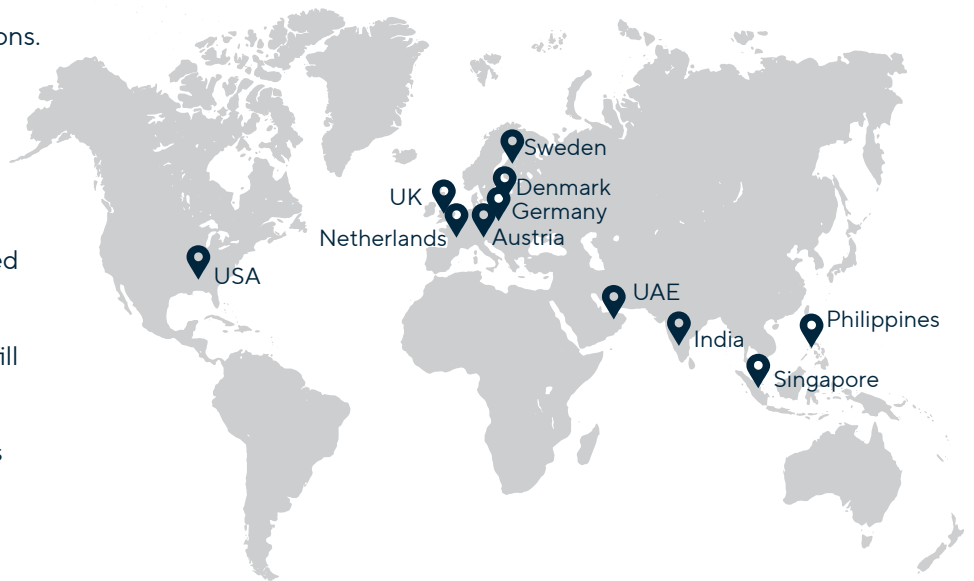 ons.
Sweden
UK
Denmark
Germany
Netherlands
Austria
ed
USA
UAE
Philippines
India
ill
Singapore
s